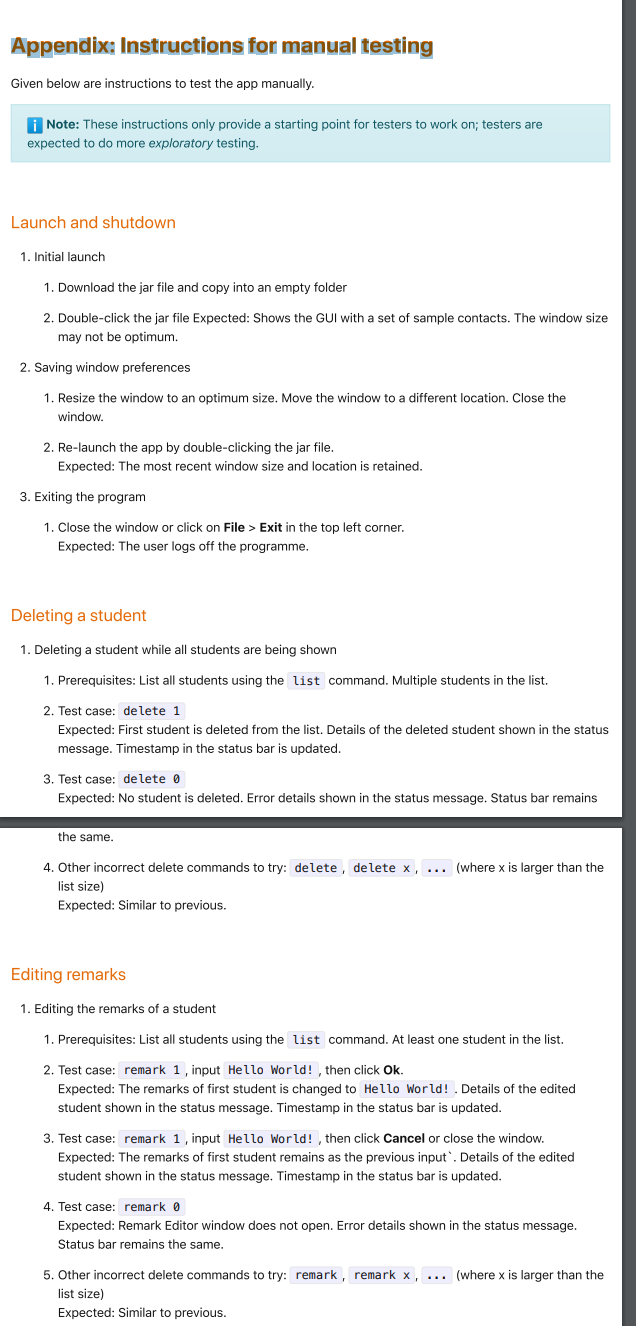 Appendix: Instructions for manual testing
Given below are instructions to test the app manually.
i Note: These instructions only provide a starting point for testers to work on; testers are
expected to do more exploratory testing.
Launch and shutdown
1. Initial launch
1. Download the jar file and copy into an empty folder
2. Double-click the jar file Expected: Shows the GUI with a set of sample contacts. The window size
may not be optimum.
2. Saving window preferences
1. Resize the window to an optimum size. Move the window to a different location. Close the
window.
2. Re-launch the app by double-clicking the jar file.
Expected: The most recent window size and location is retained.
3. Exiting the program
1. Close the window or click on File > Exit in the top left corner.
Expected: The user logs off the programme.
Deleting a student
1. Deleting a student while all students are being shown
1. Prerequisites: List all students using the list command. Multiple students in the list.
2. Test case: delete 1
Expected: First student is deleted from the list. Details of the deleted student shown in the status
message. Timestamp in the status bar is updated.
3. Test case: delete 0
Expected: No student is deleted. Error details shown in the status message. Status bar remains
the same.
4. Other incorrect delete commands to try: delete, delete x, ... (where x is larger than the
list size)
Expected: Similar to previous.
Editing remarks
1. Editing the remarks of a student
1. Prerequisites: List all students using the list command. At least one student in the list.
2. Test case: remark 1, input Hello World!, then click Ok.
Expected: The remarks of first student is changed to Hello World!. Details of the edited
student shown in the status message. Timestamp in the status bar is updated.
3. Test case: remark 1, input Hello World!, then click Cancel or close the window.
Expected: The remarks of first student remains as the previous input`. Details of the edited
student shown in the status message. Timestamp in the status bar is updated.
4. Test case: remark 0
Expected: Remark Editor window does not open. Error details shown in the status message.
Status bar remains the same.
5. Other incorrect delete commands to try: remark, remark x, ... (where x is larger than the
list size)
Expected: Similar to previous.